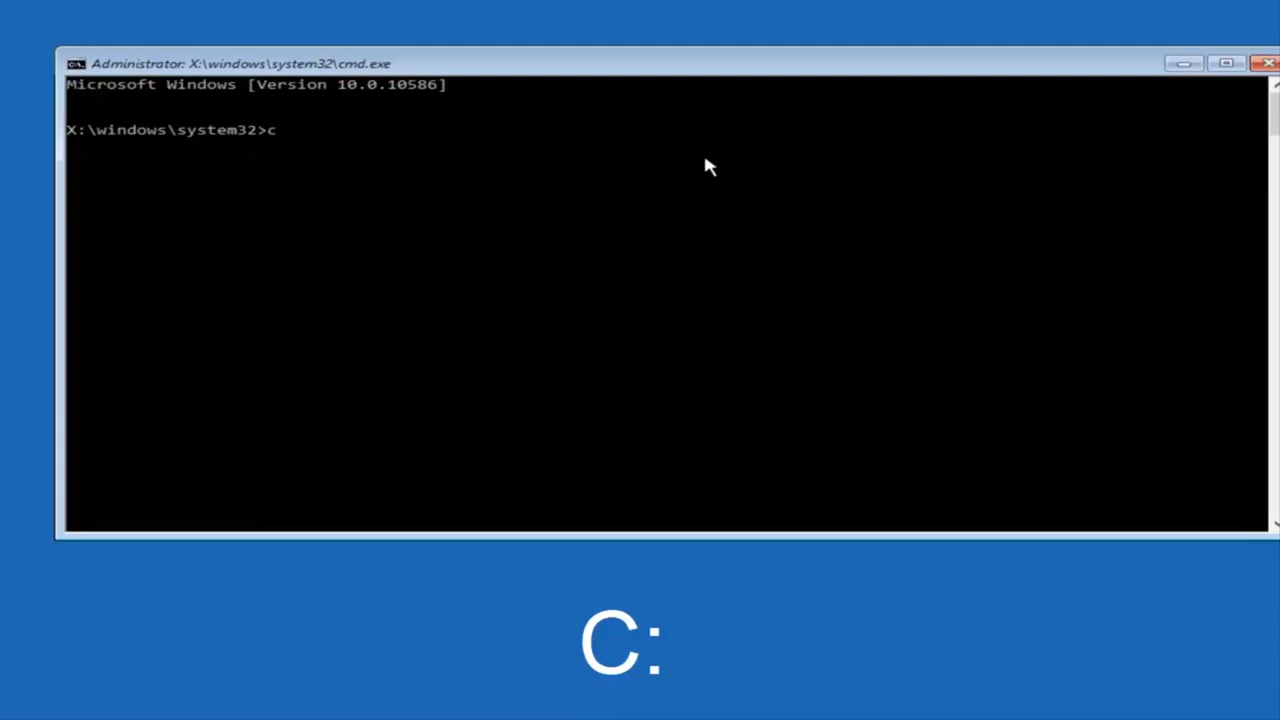 Administrator: X:\windows\system32\cmd.exe
Microsoft Windows [Version 10.0.10586]
X:\windows\system32>c
C: